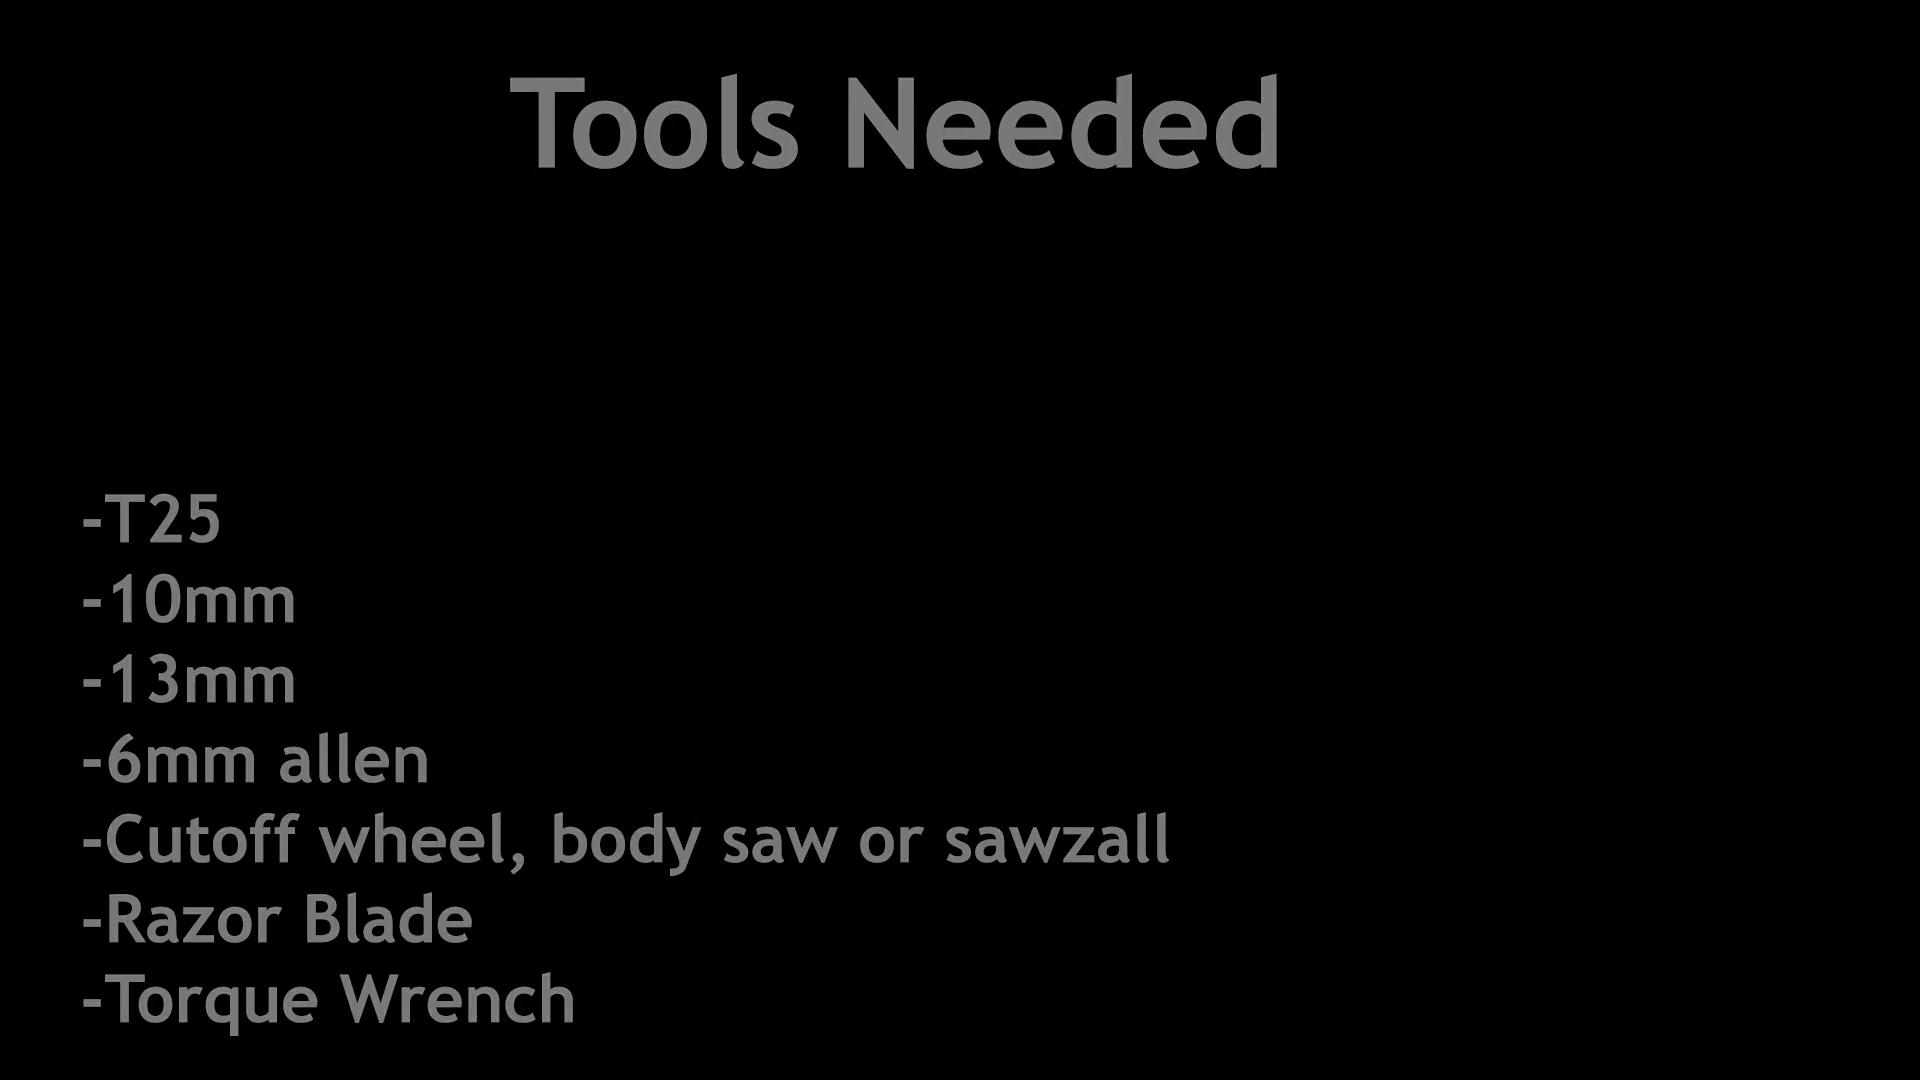 Tools Needed
-T25
-10mm
-13mm
-6mm allen
-Cutoff wheel, body saw or sawzall
-Razor Blade
-Torque Wrench